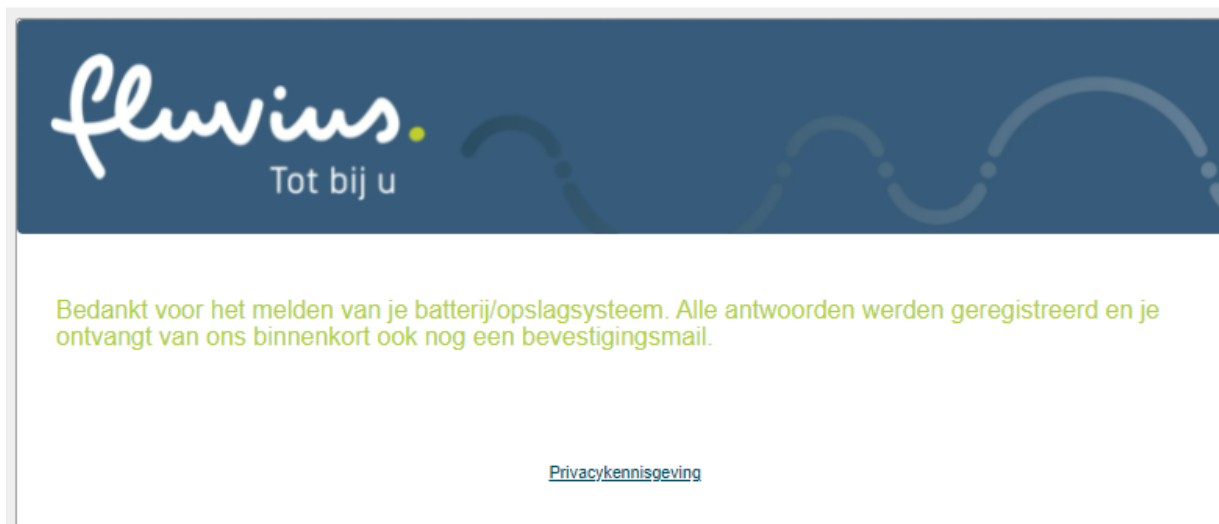 fluvius.
Tot bij u
Bedankt voor het melden van je batterij/opslagsysteem. Alle antwoorden werden geregistreerd en je
ontvangt van ons binnenkort ook nog een bevestigingsmail.
Privacykennisgeving